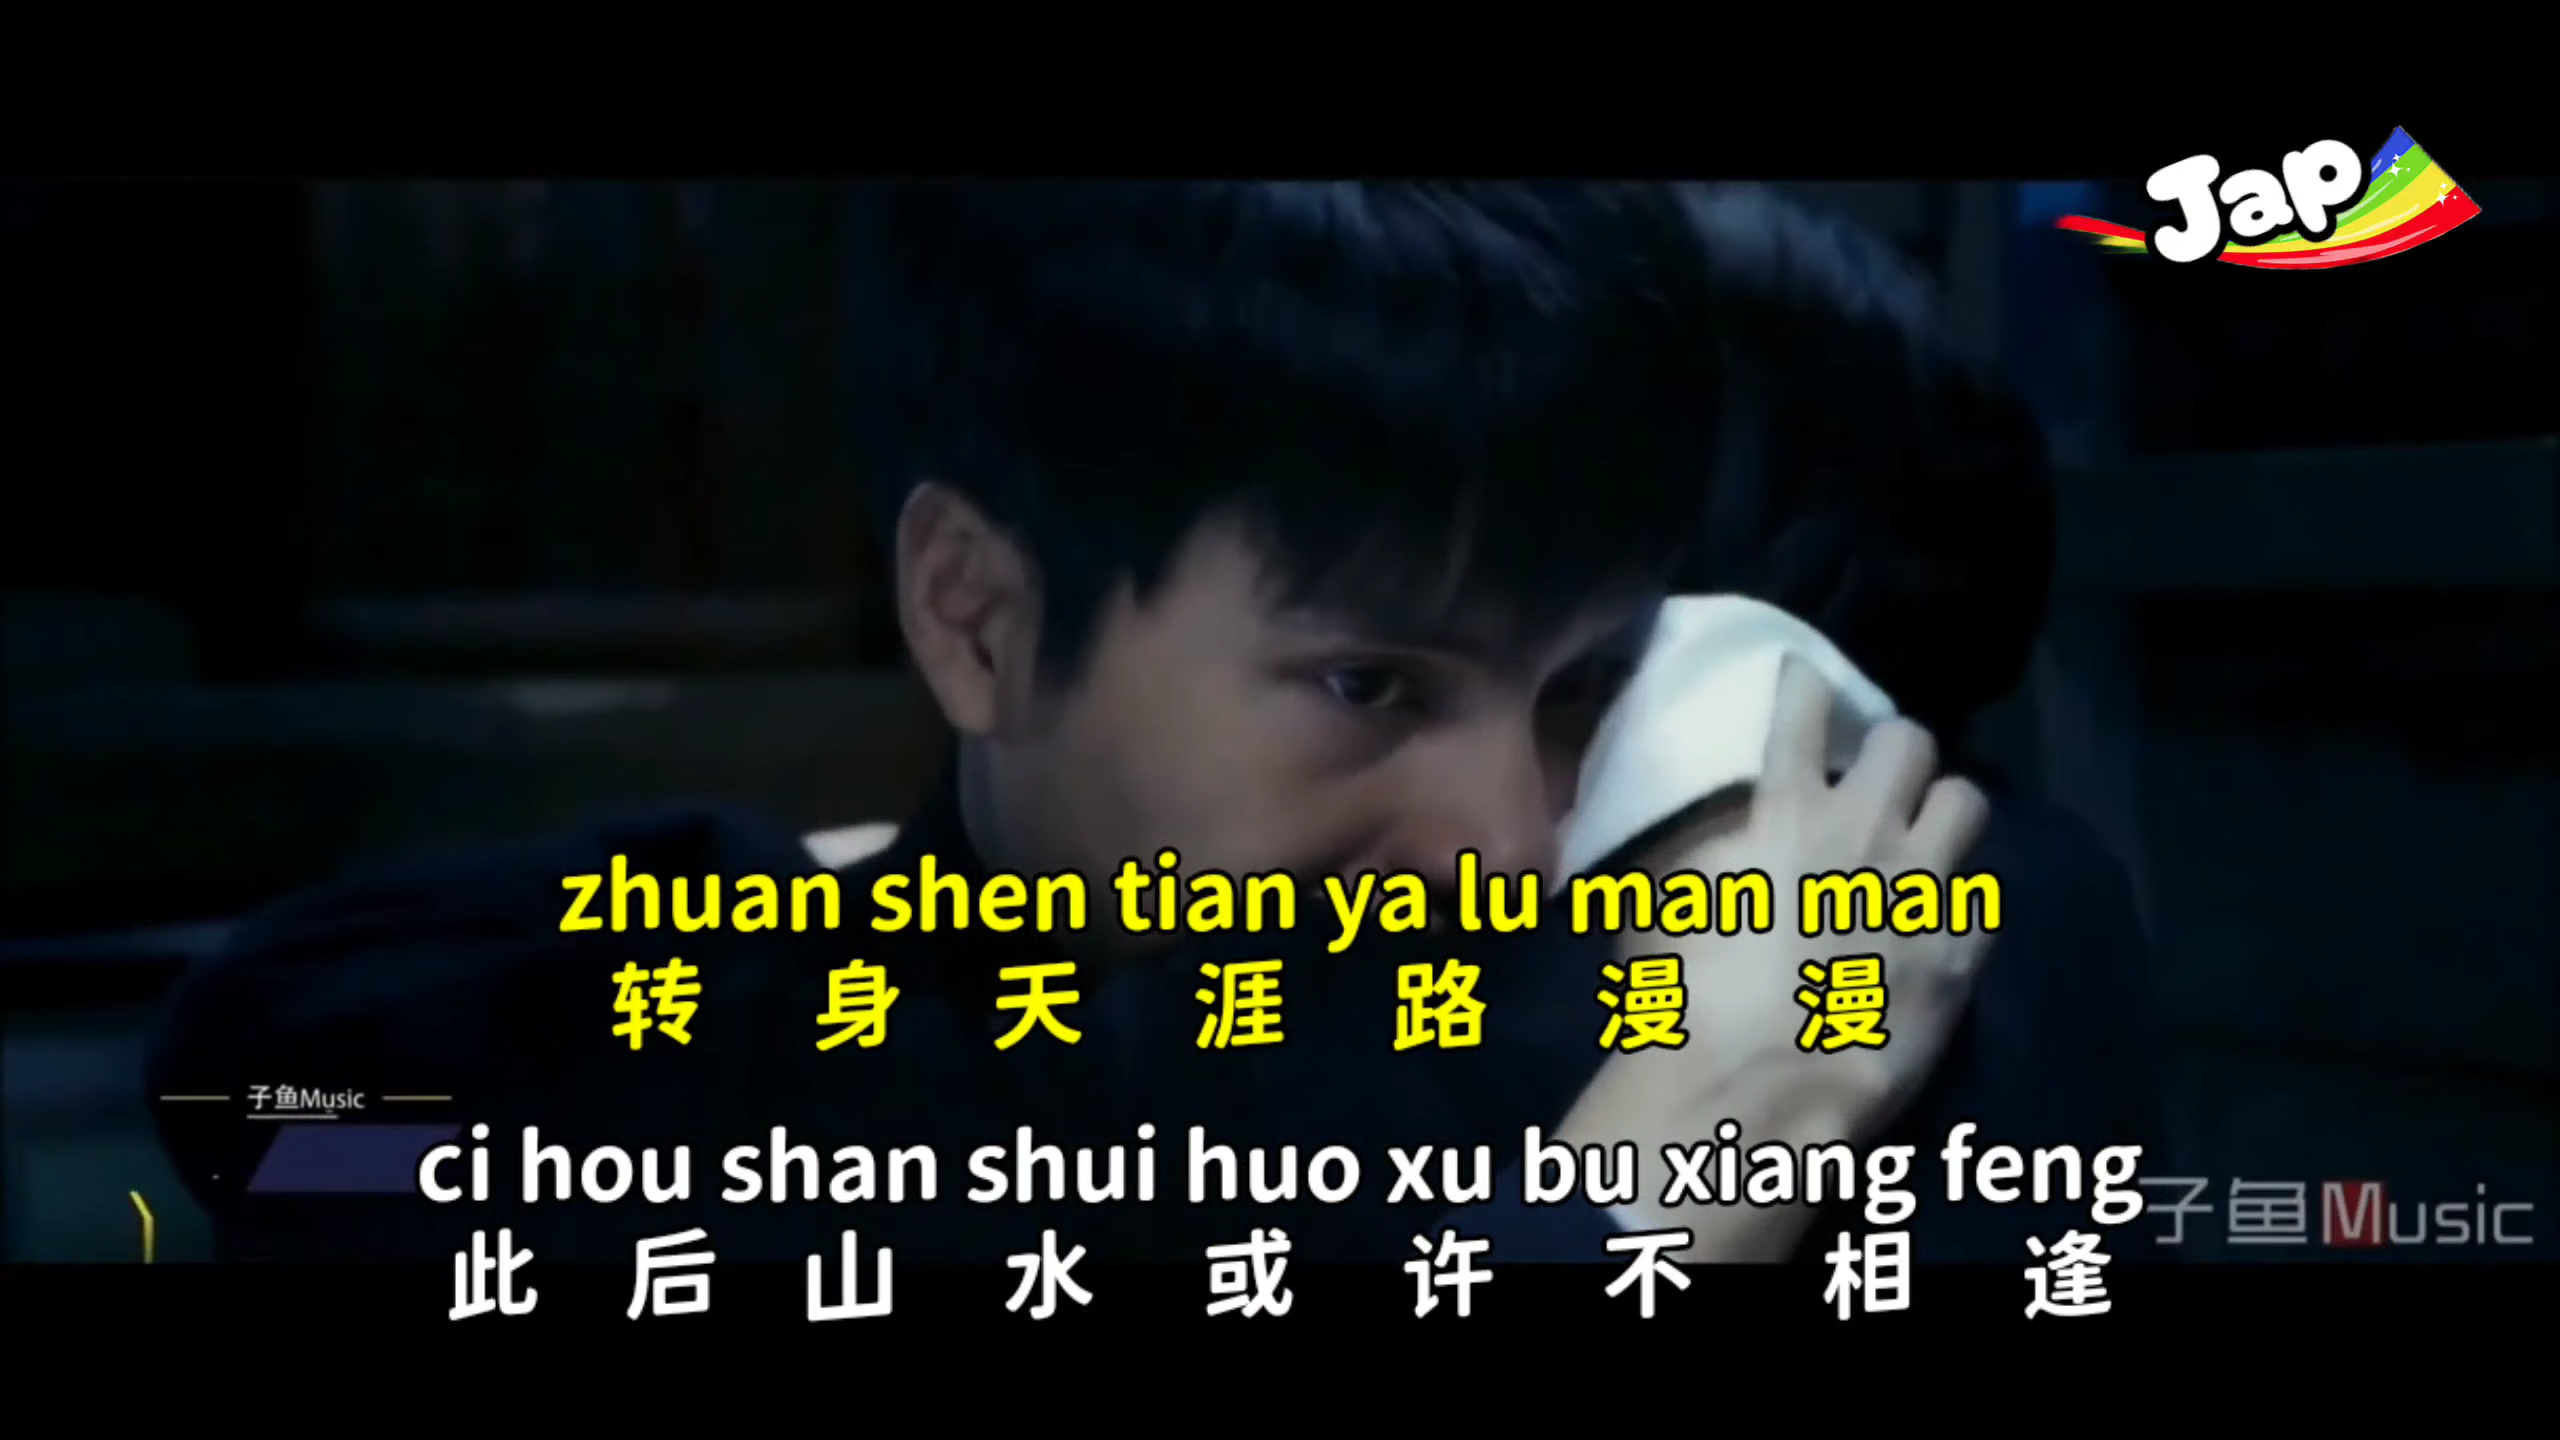 Jap
zhuan shen tian ya lu man man
转 身 天 涯 路 漫 漫
子鱼Music
ci hou shan shui huo xu bu xiang feng
此 后 山 水 或 许 不 相 逢
子鱼Music